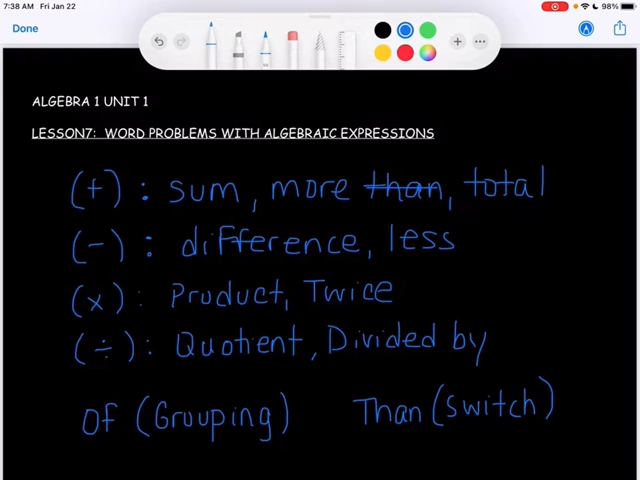 7:38 AM Fri Jan 22 98%
Done
ALGEBRA 1 UNIT 1
LESSON7: WORD PROBLEMS WITH ALGEBRAIC EXPRESSIONS
(+) : sum, more than, total
(-) : difference, less
(x) : Product, Twice
(÷) : Quotient, Divided by
Of (Grouping) Than (switch)